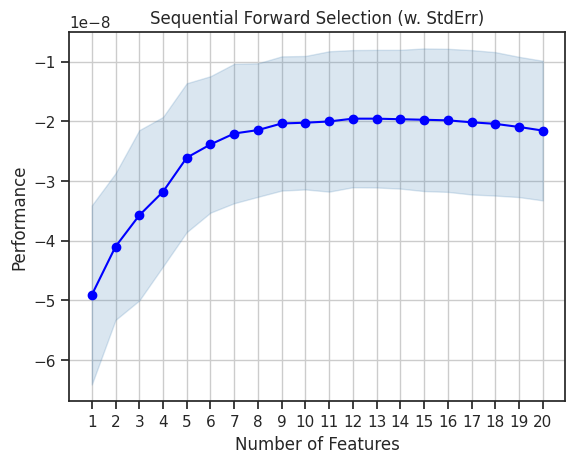 Sequential Forward Selection (w. StdErr)
1e−8
−1
−2
−3
−4
−5
−6
Performance
1 2 3 4 5 6 7 8 9 10 11 12 13 14 15 16 17 18 19 20
Number of Features